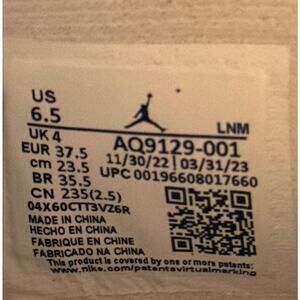 US
6.5
LNM
UK 4
AQ9129-001
EUR 37.5
11/30/22 | 03/31/23
cm 23.5
UPC 00196608017660
BR 35.5
CN 235(2.5)
04X60CTT3VZ6R
MADE IN CHINA
HECHO EN CHINA
FABRIQUE EN CHINE
FABRICADO NA CHINA
This product is covered by one or more patents:
www.nike.com/patentsvirtualmarking